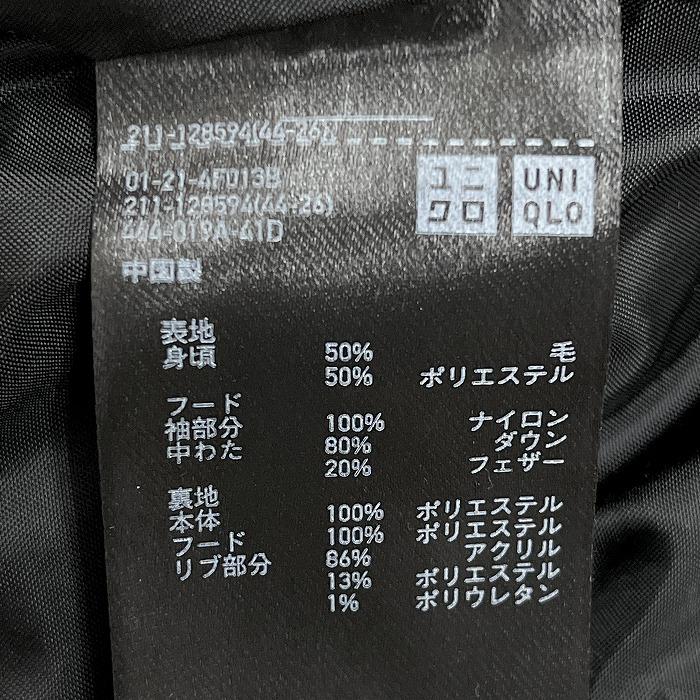 211-128594(44-26)
01-21-4F013B
211-128594(44-26)
444-019A-41D
中国製
ユニ
クロ
UNI
QLO
表地
身頃 50% 毛
50% ポリエステル
フード
袖部分 100% ナイロン
中わた 80% ダウン
20% フェザー
裏地
本体 100% ポリエステル
フード 100% ポリエステル
リブ部分 86% アクリル
13% ポリエステル
1% ポリウレタン